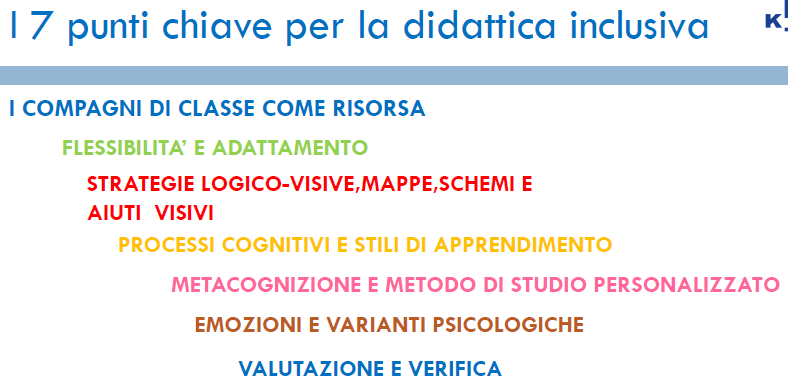 I 7 punti chiave per la didattica inclusiva
I COMPAGNI DI CLASSE COME RISORSA
FLESSIBILITA’ E ADATTAMENTO
STRATEGIE LOGICO-VISIVE,MAPPE,SCHEMI E
AIUTI VISIVI
PROCESSI COGNITIVI E STILI DI APPRENDIMENTO
METACOGNIZIONE E METODO DI STUDIO PERSONALIZZATO
EMOZIONI E VARIANTI PSICOLOGICHE
VALUTAZIONE E VERIFICA